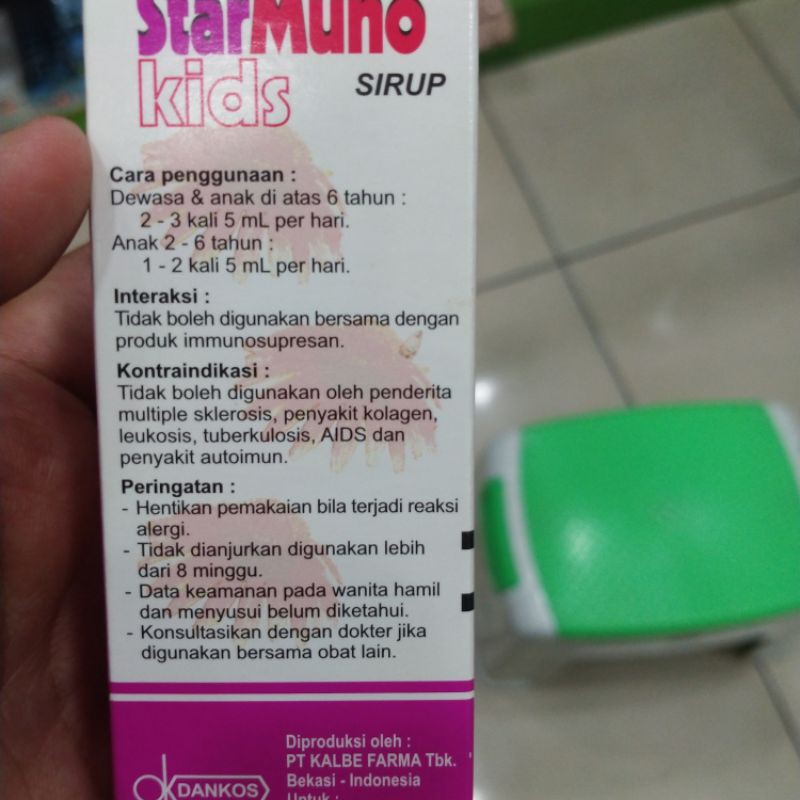 StarMuno
kids SIRUP
Cara penggunaan :
Dewasa & anak di atas 6 tahun :
2 - 3 kali 5 mL per hari.
Anak 2 - 6 tahun :
1 - 2 kali 5 mL per hari.
Interaksi :
Tidak boleh digunakan bersama dengan
produk immunosupresan.
Kontraindikasi :
Tidak boleh digunakan oleh penderita
multiple sklerosis, penyakit kolagen,
leukosis, tuberkulosis, AIDS dan
penyakit autoimun.
Peringatan :
- Hentikan pemakaian bila terjadi reaksi
alergi.
- Tidak dianjurkan digunakan lebih
dari 8 minggu.
- Data keamanan pada wanita hamil
dan menyusui belum diketahui.
- Konsultasikan dengan dokter jika
digunakan bersama obat lain.
Diproduksi oleh :
PT KALBE FARMA Tbk.
Bekasi - Indonesia
Untuk :
DANKOS